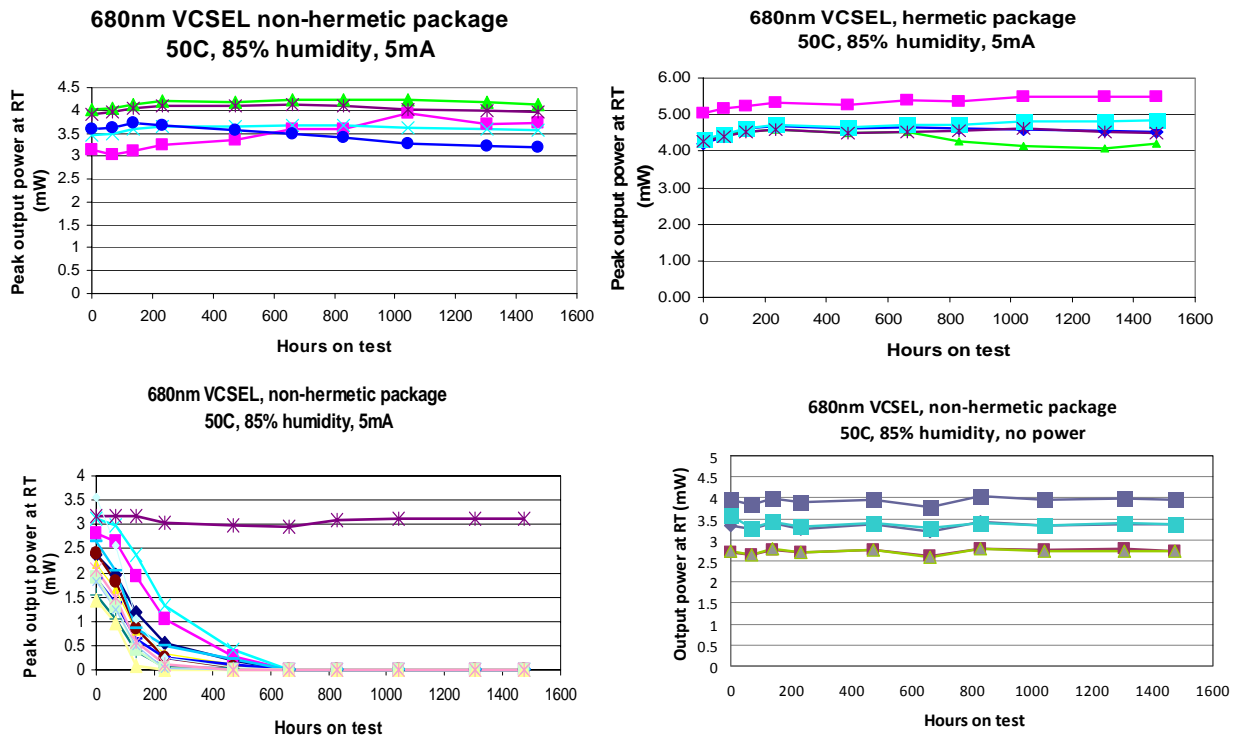 680nm VCSEL non-hermetic package
50C, 85% humidity, 5mA
Peak output power at RT
(mW)
4.5
4
3.5
3
2.5
2
1.5
1
0.5
0
0 200 400 600 800 1000 1200 1400 1600
Hours on test
680nm VCSEL, hermetic package
50C, 85% humidity, 5mA
Peak output power at RT
(mW)
6.00
5.00
4.00
3.00
2.00
1.00
0.00
0 200 400 600 800 1000 1200 1400 1600
Hours on test
680nm VCSEL, non-hermetic package
50C, 85% humidity, 5mA
Peak output power at RT
(mW)
4
3.5
3
2.5
2
1.5
1
0.5
0
0 200 400 600 800 1000 1200 1400 1600
Hours on test
680nm VCSEL, non-hermetic package
50C, 85% humidity, no power
Output power at RT (mW)
5
4.5
4
3.5
3
2.5
2
1.5
1
0.5
0
0 200 400 600 800 1000 1200 1400 1600
Hours on test